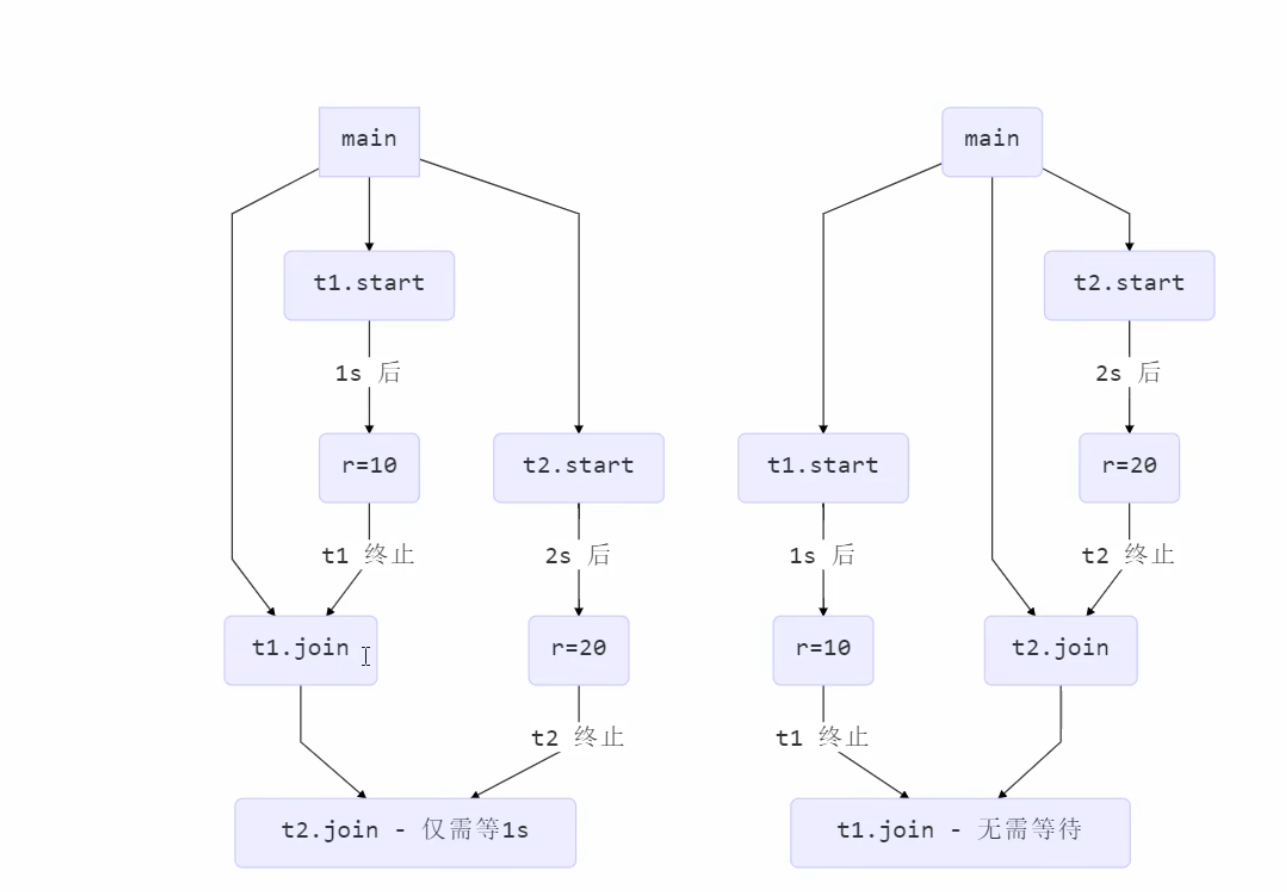 main
t1.start
1s 后
r=10
t2.start
t1 终止
2s 后
t1.join
r=20
t2 终止
t2.join - 仅需等1s
main
t2.start
2s 后
t1.start
r=20
1s 后
t2 终止
r=10
t2.join
t1 终止
t1.join - 无需等待